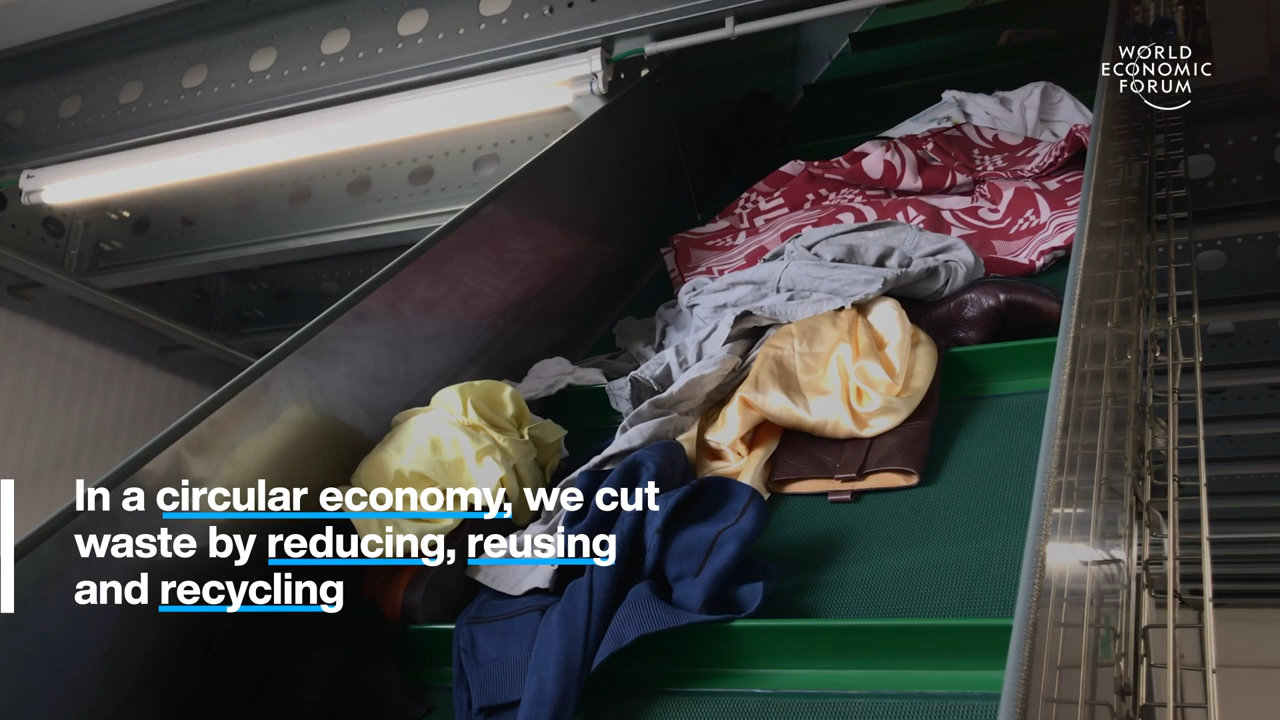 WORLD
ECONOMIC
FORUM
In a circular economy, we cut
waste by reducing, reusing
and recycling